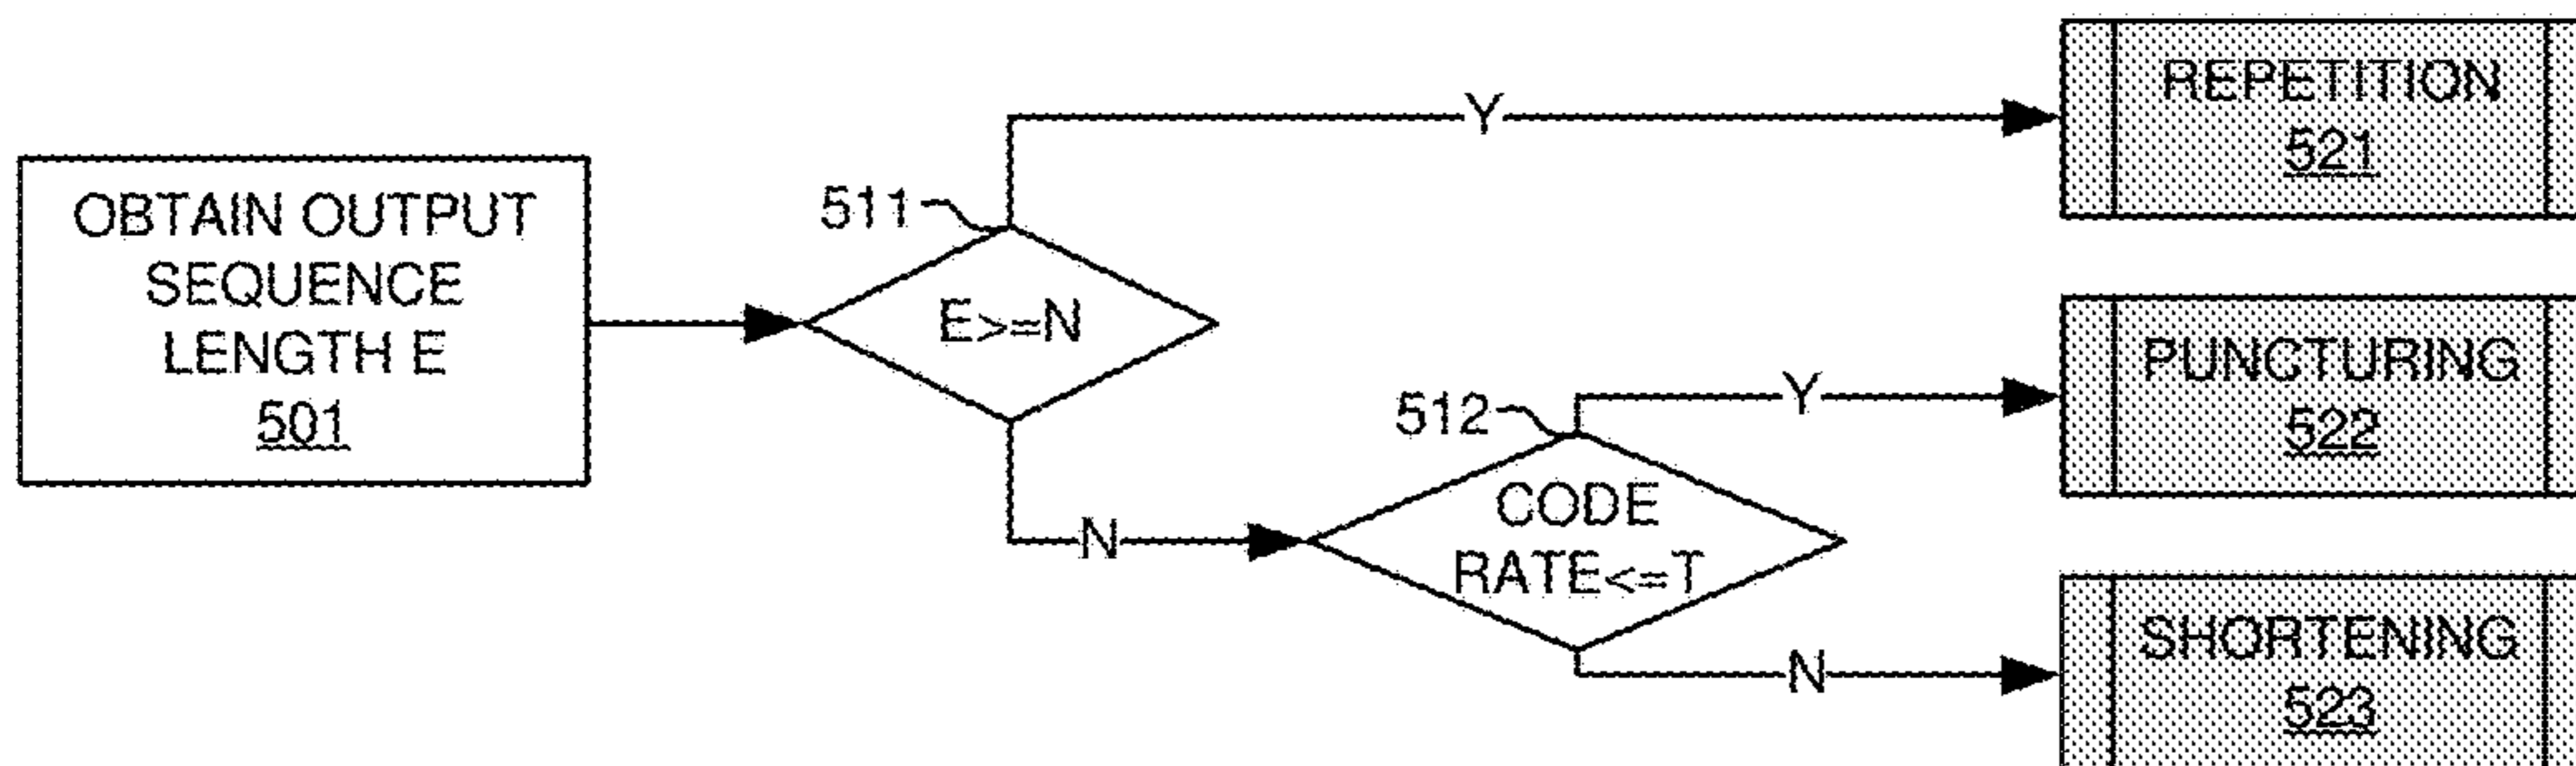 OBTAIN OUTPUT
SEQUENCE
LENGTH E
501
511
E>=N
Y
N
512
CODE
RATE<=T
Y
N
REPETITION
521
PUNCTURING
522
SHORTENING
523